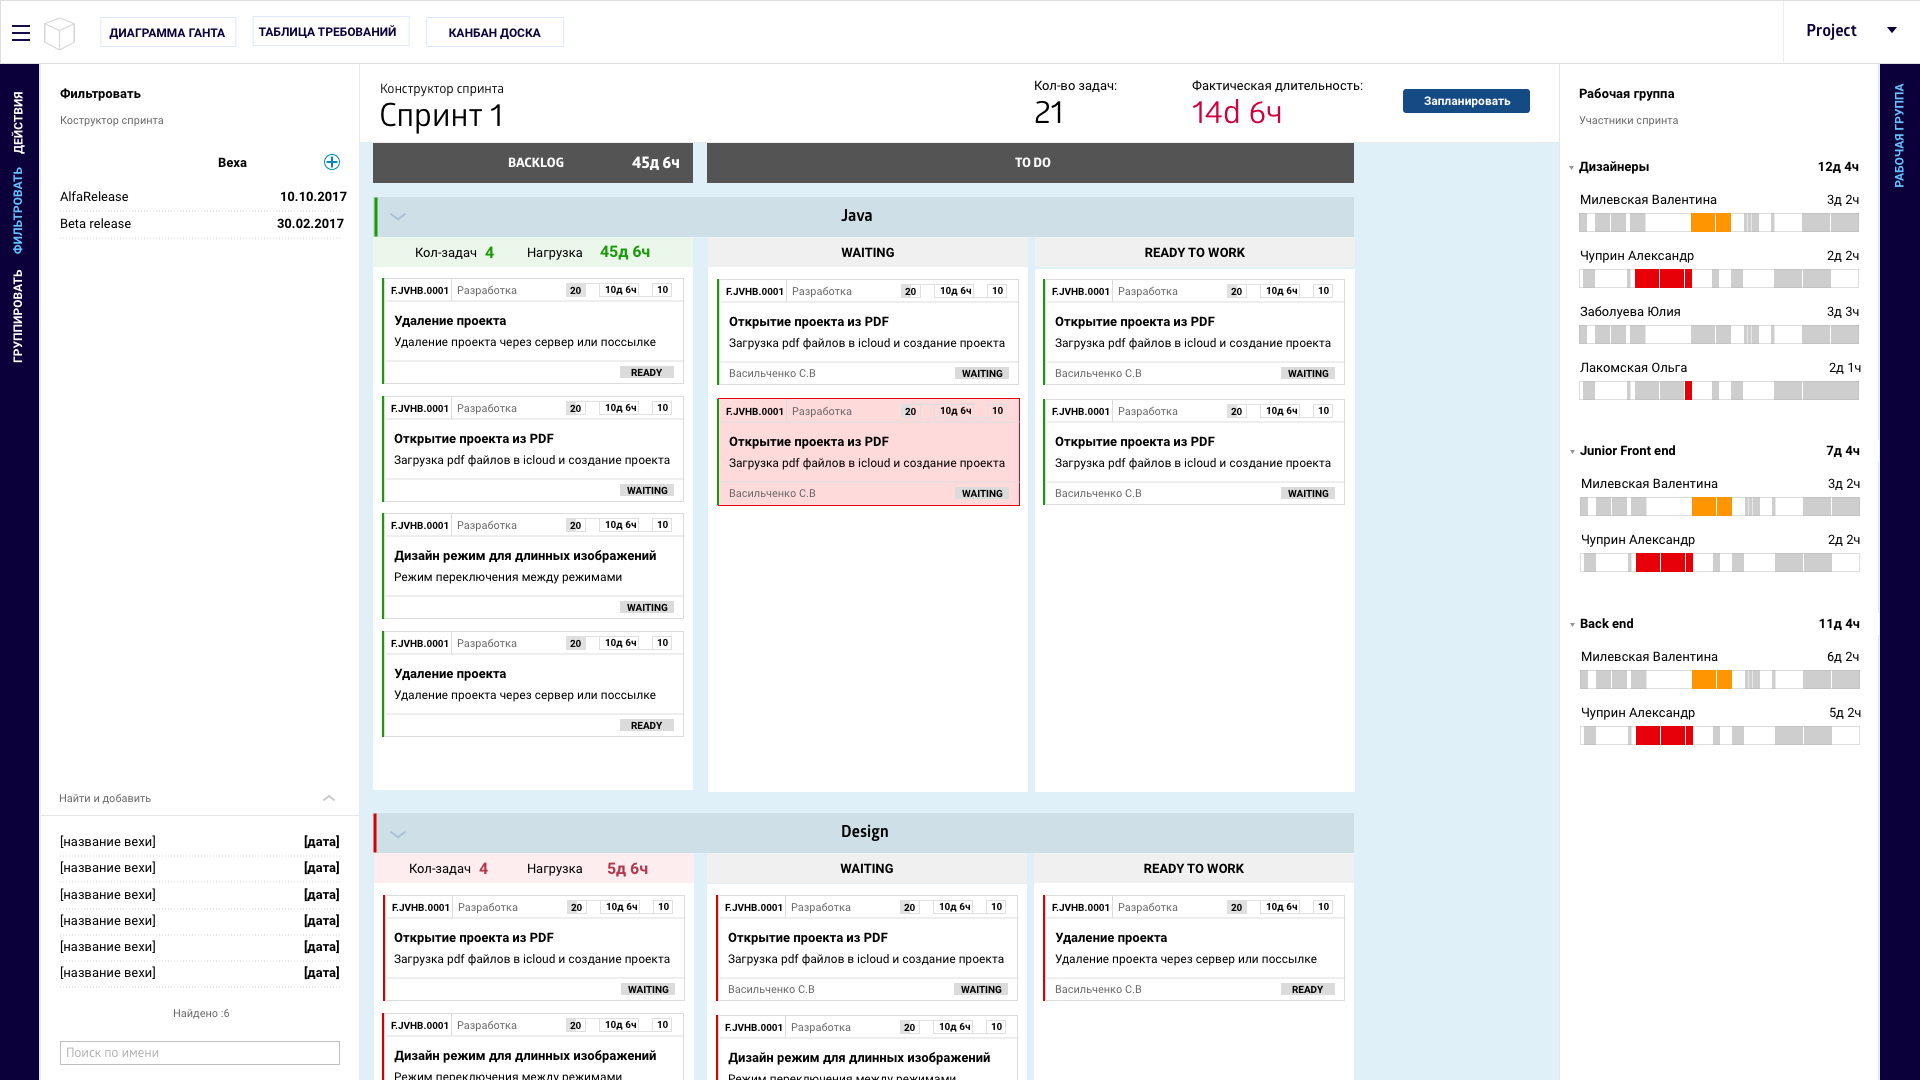 ДИАГРАММА ГАНТА
ТАБЛИЦА ТРЕБОВАНИЙ
КАНБАН ДОСКА
Project
ДЕЙСТВИЯ
ФИЛЬТРОВАТЬ
ГРУППИРОВАТЬ
Фильтровать
Коструктор спринта
Веха
AlfaRelease 10.10.2017
Beta release 30.02.2017
Найти и добавить
[название вехи] [дата]
[название вехи] [дата]
[название вехи] [дата]
[название вехи] [дата]
[название вехи] [дата]
[название вехи] [дата]
Найдено :6
Поиск по имени
Конструктор спринта
Спринт 1
Кол-во задач:
21
Фактическая длительность:
14d 6ч
Запланировать
BACKLOG 45д 6ч
TO DO
Java
Кол-задач 4 Нагрузка 45д 6ч
F.JVHB.0001 Разработка 20 10д 6ч 10
Удаление проекта
Удаление проекта через сервер или поссылке
READY
F.JVHB.0001 Разработка 20 10д 6ч 10
Открытие проекта из PDF
Загрузка pdf файлов в icloud и создание проекта
WAITING
F.JVHB.0001 Разработка 20 10д 6ч 10
Дизайн режим для длинных изображений
Режим переключения между режимами
WAITING
F.JVHB.0001 Разработка 20 10д 6ч 10
Удаление проекта
Удаление проекта через сервер или поссылке
READY
WAITING
F.JVHB.0001 Разработка 20 10д 6ч 10
Открытие проекта из PDF
Загрузка pdf файлов в icloud и создание проекта
Васильченко С.В WAITING
F.JVHB.0001 Разработка 20 10д 6ч 10
Открытие проекта из PDF
Загрузка pdf файлов в icloud и создание проекта
Васильченко С.В WAITING
READY TO WORK
F.JVHB.0001 Разработка 20 10д 6ч 10
Открытие проекта из PDF
Загрузка pdf файлов в icloud и создание проекта
Васильченко С.В WAITING
F.JVHB.0001 Разработка 20 10д 6ч 10
Открытие проекта из PDF
Загрузка pdf файлов в icloud и создание проекта
Васильченко С.В WAITING
Design
Кол-задач 4 Нагрузка 5д 6ч
F.JVHB.0001 Разработка 20 10д 6ч 10
Открытие проекта из PDF
Загрузка pdf файлов в icloud и создание проекта
WAITING
F.JVHB.0001 Разработка 20 10д 6ч 10
Дизайн режим для длинных изображений
Режим переключения между режимами
WAITING
F.JVHB.0001 Разработка 20 10д 6ч 10
Открытие проекта из PDF
Загрузка pdf файлов в icloud и создание проекта
Васильченко С.В WAITING
F.JVHB.0001 Разработка 20 10д 6ч 10
Дизайн режим для длинных изображений
Режим переключения между режимами
READY TO WORK
F.JVHB.0001 Разработка 20 10д 6ч 10
Удаление проекта
Удаление проекта через сервер или поссылке
Васильченко С.В READY
Рабочая группа
Участники спринта
Дизайнеры 12д 4ч
Милевская Валентина 3д 2ч
Чуприн Александр 2д 2ч
Заболуева Юлия 3д 3ч
Лакомская Ольга 2д 1ч
Junior Front end 7д 4ч
Милевская Валентина 3д 2ч
Чуприн Александр 2д 2ч
Back end 11д 4ч
Милевская Валентина 6д 2ч
Чуприн Александр 5д 2ч
РАБОЧАЯ ГРУППА